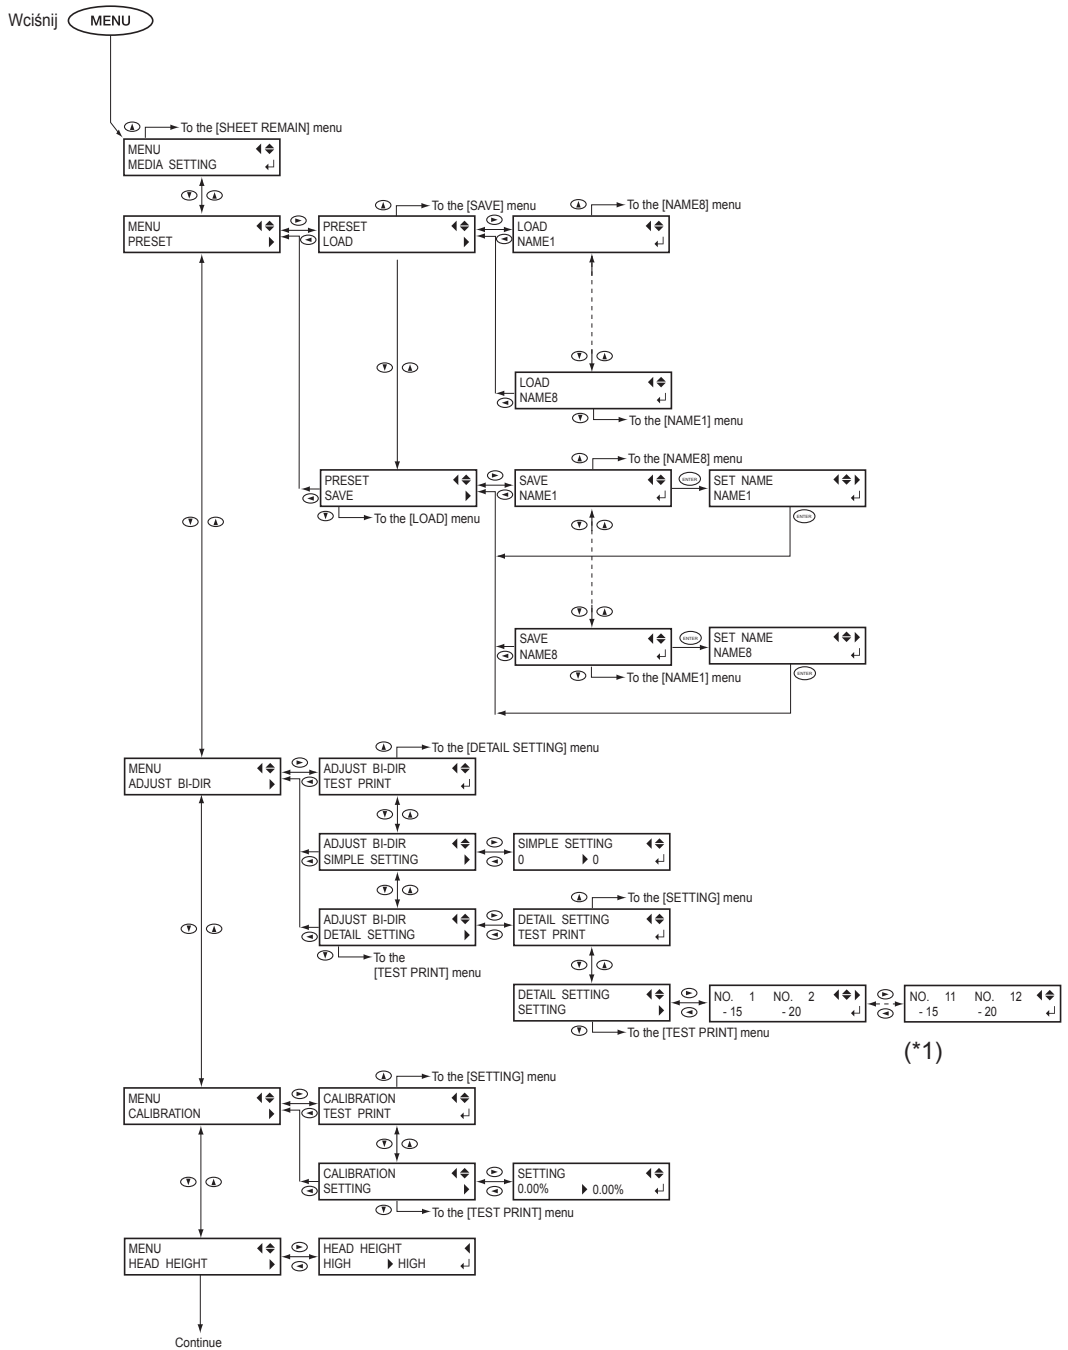 Wciśnij MENU
To the [SHEET REMAIN] menu
MENU
MEDIA SETTING
To the [SAVE] menu
To the [NAME8] menu
MENU
PRESET
PRESET
LOAD
LOAD
NAME1
LOAD
NAME8
To the [NAME1] menu
To the [NAME8] menu
PRESET
SAVE
SAVE
NAME1
ENTER
SET NAME
NAME1
To the [LOAD] menu
ENTER
SAVE
NAME8
ENTER
SET NAME
NAME8
To the [NAME1] menu
ENTER
To the [DETAIL SETTING] menu
MENU
ADJUST BI-DIR
ADJUST BI-DIR
TEST PRINT
ADJUST BI-DIR
SIMPLE SETTING
SIMPLE SETTING
0 0
To the [SETTING] menu
ADJUST BI-DIR
DETAIL SETTING
DETAIL SETTING
TEST PRINT
To the
[TEST PRINT] menu
DETAIL SETTING
SETTING
NO. 1 NO. 2
- 15 - 20
NO. 11 NO. 12
- 15 - 20
To the [TEST PRINT] menu
(*1)
To the [SETTING] menu
MENU
CALIBRATION
CALIBRATION
TEST PRINT
CALIBRATION
SETTING
SETTING
0.00% 0.00%
To the [TEST PRINT] menu
MENU
HEAD HEIGHT
HEAD HEIGHT
HIGH HIGH
Continue